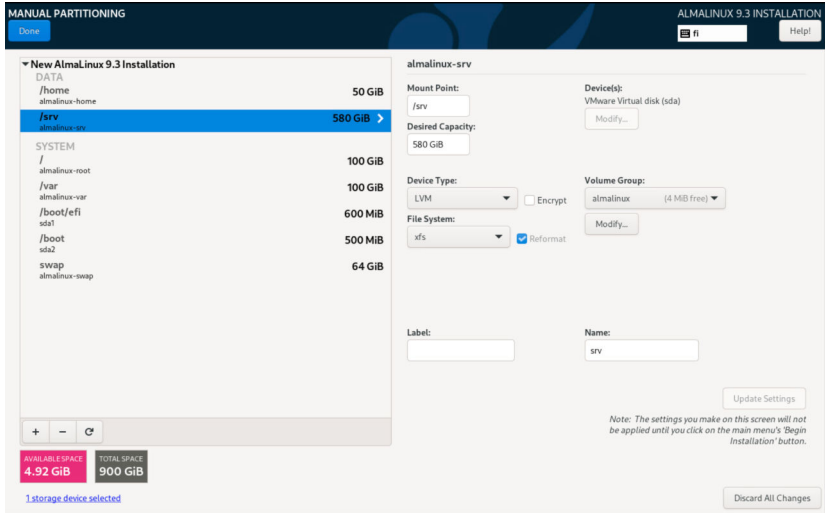 MANUAL PARTITIONING
ALMALINUX 9.3 INSTALLATION
Done
fi
Help!
New AlmaLinux 9.3 Installation
DATA
/home
almalinux-home
50 GiB
/srv
almalinux-srv
580 GiB
SYSTEM
/
almalinux-root
100 GiB
/var
almalinux-var
100 GiB
/boot/efi
sda1
600 MiB
/boot
sda2
500 MiB
swap
almalinux-swap
64 GiB
+ −
AVAILABLE SPACE
4.92 GiB
TOTAL SPACE
900 GiB
1 storage device selected
almalinux-srv
Mount Point:
/srv
Desired Capacity:
580 GiB
Device(s):
VMware Virtual disk (sda)
Modify...
Device Type:
LVM
Encrypt
File System:
xfs
Reformat
Volume Group:
almalinux (4 MiB free)
Modify...
Label:
Name:
srv
Update Settings
Note: The settings you make on this screen will not
be applied until you click on the main menu's 'Begin
Installation' button.
Discard All Changes